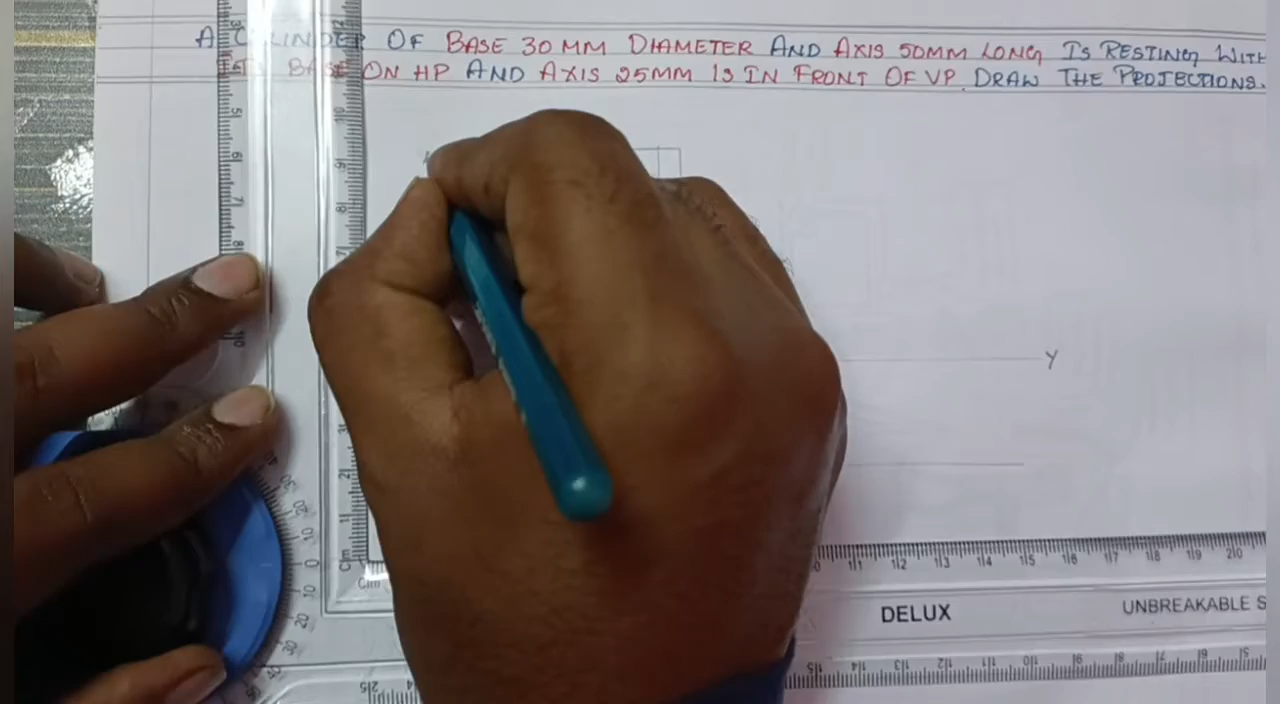 A CYLINDER OF BASE 30 MM DIAMETER AND AXIS 50MM LONG IS RESTING WITH
ITS BASE ON HP AND AXIS 25MM IS IN FRONT OF VP. DRAW THE PROJECTIONS.
Y
DELUX UNBREAKABLE S